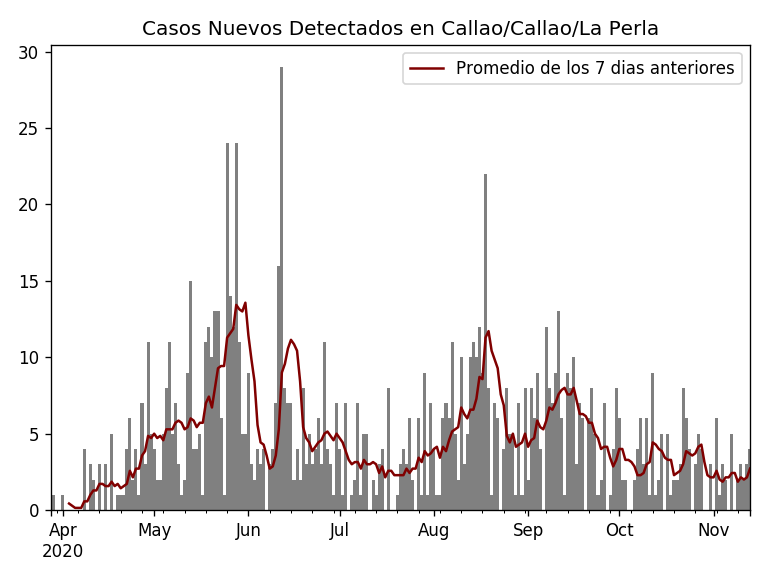 Casos Nuevos Detectados en Callao/Callao/La Perla
Promedio de los 7 dias anteriores
30
25
20
15
10
5
0
Apr May Jun Jul Aug Sep Oct Nov
2020